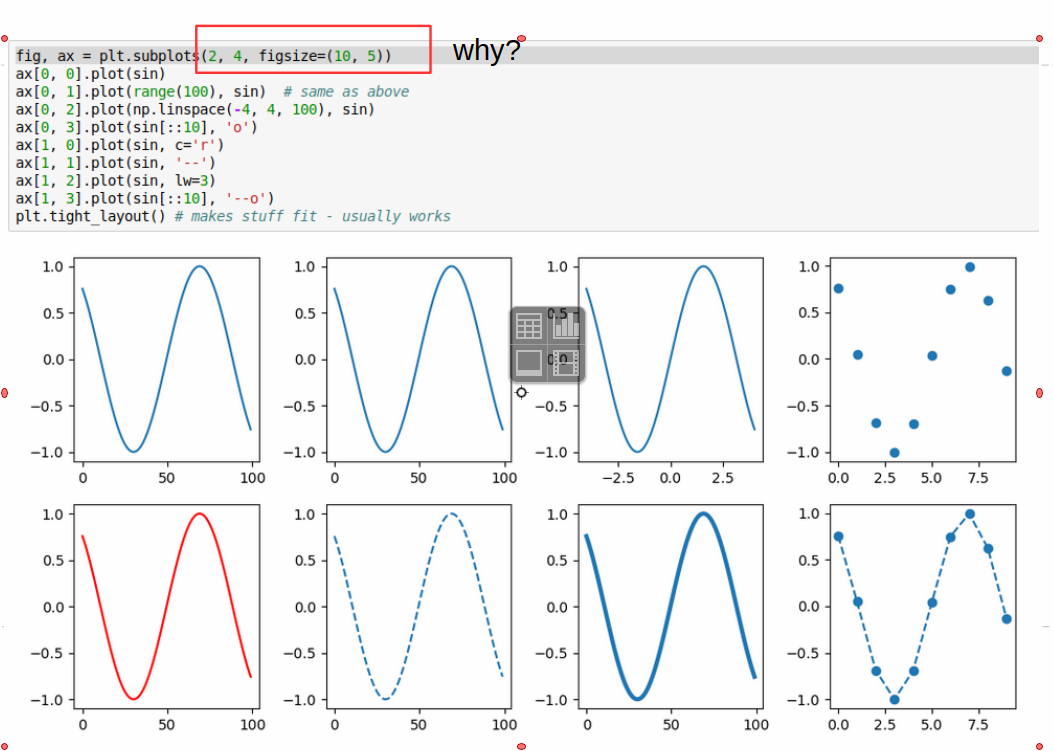 why?
fig, ax = plt.subplots(2, 4, figsize=(10, 5))
ax[0, 0].plot(sin)
ax[0, 1].plot(range(100), sin)  # same as above
ax[0, 2].plot(np.linspace(-4, 4, 100), sin)
ax[0, 3].plot(sin[::10], 'o')
ax[1, 0].plot(sin, c='r')
ax[1, 1].plot(sin, '--')
ax[1, 2].plot(sin, lw=3)
ax[1, 3].plot(sin[::10], '--o')
plt.tight_layout() # makes stuff fit - usually works
1.0 1.0 1.0 1.0
0.5 0.5 0.5 0.5
0.0 0.0 0.0 0.0
−0.5 −0.5 −0.5 −0.5
−1.0 −1.0 −1.0 −1.0
0 50 100 0 50 100 −2.5 0.0 2.5 0.0 2.5 5.0 7.5
1.0 1.0 1.0 1.0
0.5 0.5 0.5 0.5
0.0 0.0 0.0 0.0
−0.5 −0.5 −0.5 −0.5
−1.0 −1.0 −1.0 −1.0
0 50 100 0 50 100 0 50 100 0.0 2.5 5.0 7.5